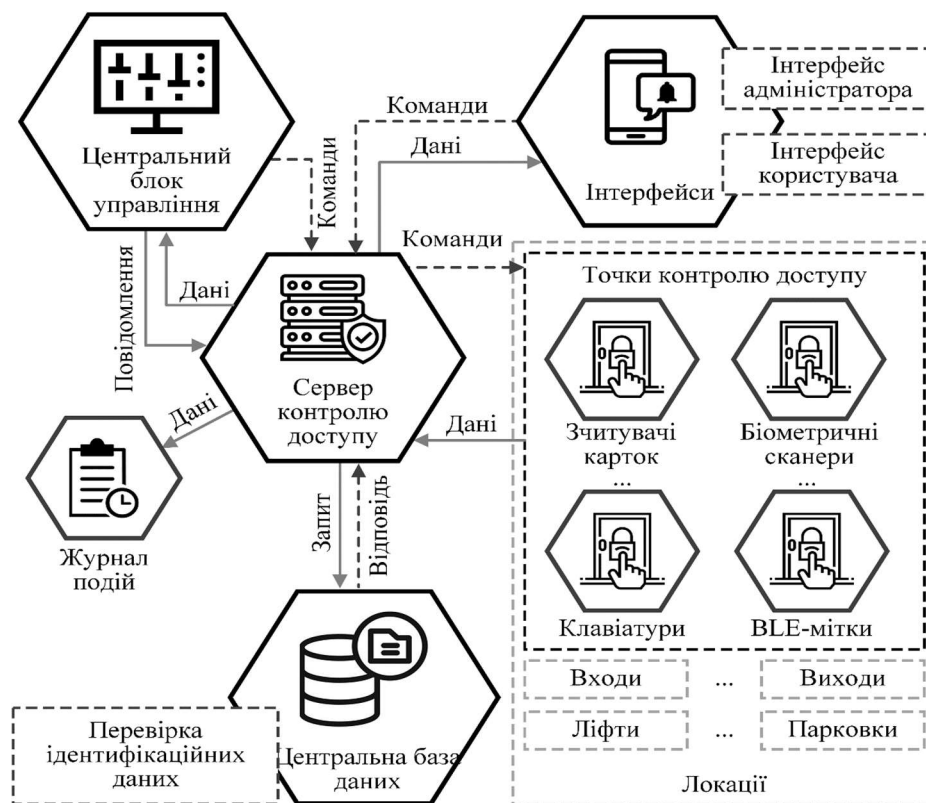 Центральний
блок
управління
Команди
Команди
Дані
Інтерфейси
Інтерфейс
адміністратора
Інтерфейс
користувача
Повідомлення
Дані
Команди
Сервер
контролю
доступу
Дані
Журнал
подій
Дані
Точки контролю доступу
Зчитувачі
карток
...
Біометричні
сканери
...
Клавіатури
BLE-мітки
Входи
...
Виходи
Ліфти
...
Парковки
Локації
Запит
Відповідь
Перевірка
ідентифікаційних
даних
Центральна база
даних